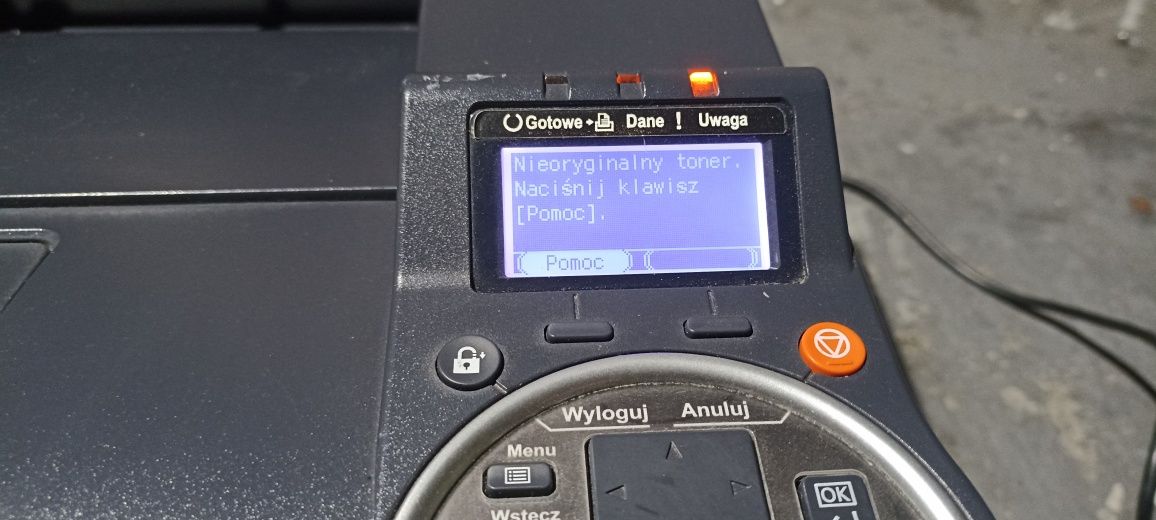 Gotowe Dane ! Uwaga
Nieoryginalny toner.
Naciśnij klawisz
[Pomoc].
Pomoc
Wyloguj Anuluj
Menu
OK
Wstecz